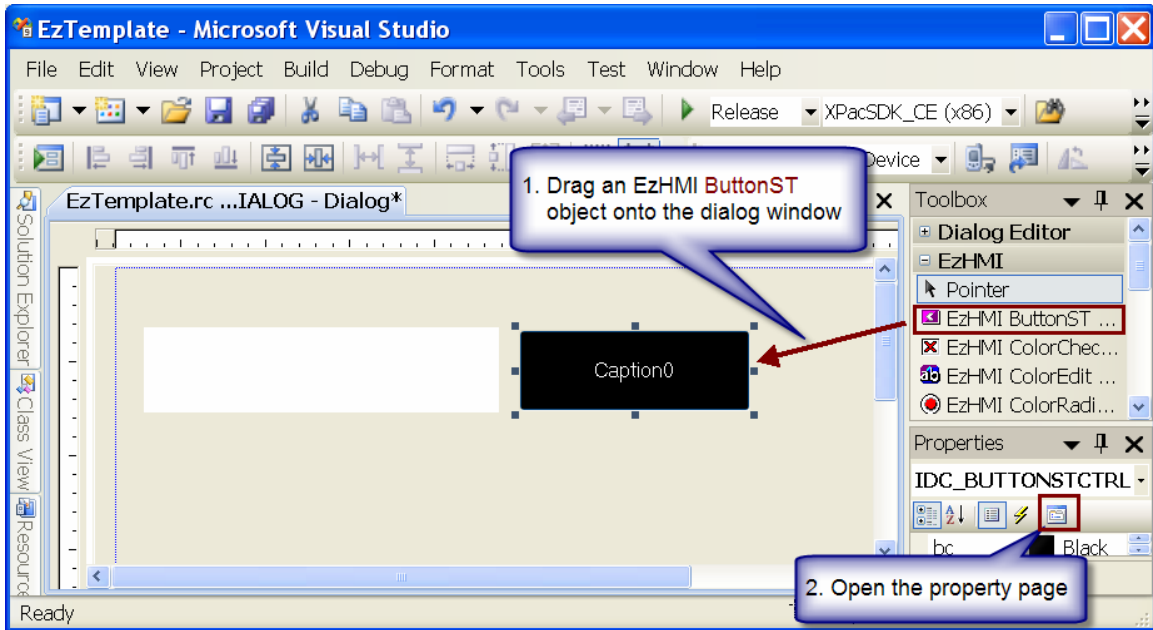 EzTemplate - Microsoft Visual Studio
File Edit View Project Build Debug Format Tools Test Window Help
Release XPacSDK_CE (x86)
Device
EzTemplate.rc ...IALOG - Dialog*
1. Drag an EzHMI ButtonST
object onto the dialog window
Toolbox
Dialog Editor
EzHMI
Pointer
EzHMI ButtonST ...
EzHMI ColorChec...
EzHMI ColorEdit ...
EzHMI ColorRadi...
Caption0
Solution Explorer
Class View
Resource
Properties
IDC_BUTTONSTCTRL
bc Black
2. Open the property page
Ready